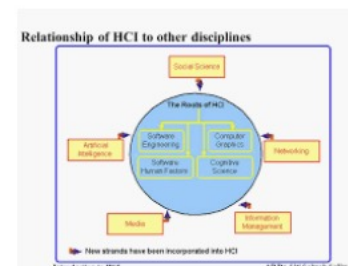 Relationship of HCI to other disciplines
Social Science
The Roots of HCI
Software
Engineering
Computer
Graphics
Artificial
Intelligence
Networking
Software
Human Factors
Cognitive
Science
Media
Information
Management
New strands have been incorporated into HCI